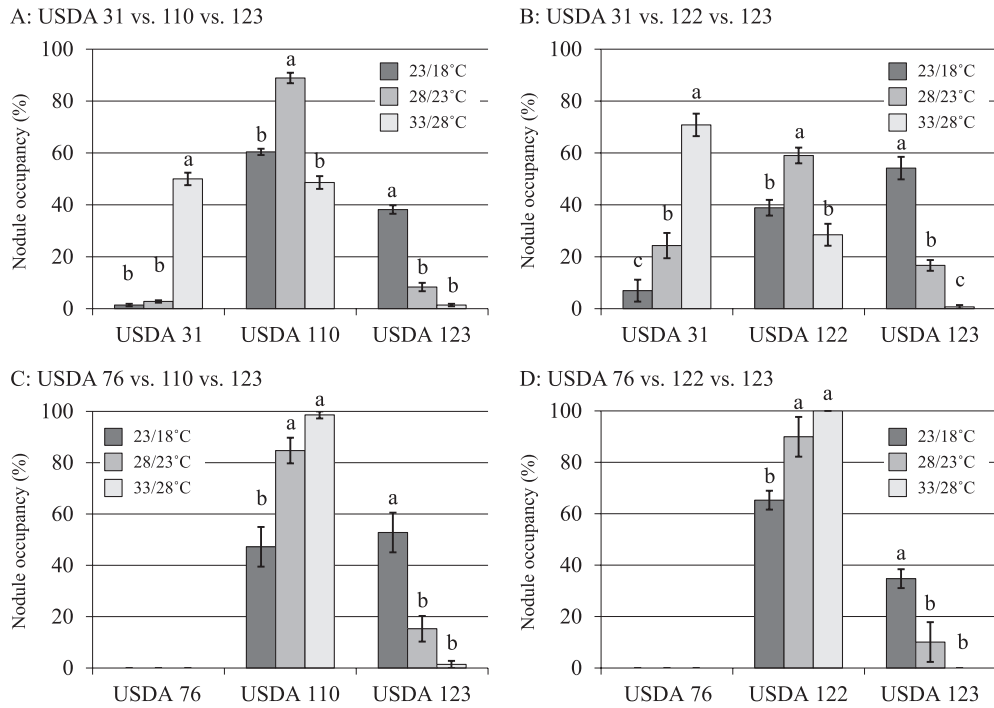 A: USDA 31 vs. 110 vs. 123
Nodule occupancy (%)
100
80
60
40
20
0
23/18˚C
28/23˚C
33/28˚C
b
b
a
b
a
b
a
b
b
USDA 31
USDA 110
USDA 123
B: USDA 31 vs. 122 vs. 123
Nodule occupancy (%)
100
80
60
40
20
0
23/18˚C
28/23˚C
33/28˚C
c
b
a
b
a
b
a
b
c
USDA 31
USDA 122
USDA 123
C: USDA 76 vs. 110 vs. 123
Nodule occupancy (%)
100
80
60
40
20
0
23/18˚C
28/23˚C
33/28˚C
b
a
a
a
b
b
USDA 76
USDA 110
USDA 123
D: USDA 76 vs. 122 vs. 123
Nodule occupancy (%)
100
80
60
40
20
0
23/18˚C
28/23˚C
33/28˚C
b
a
a
a
b
b
USDA 76
USDA 122
USDA 123